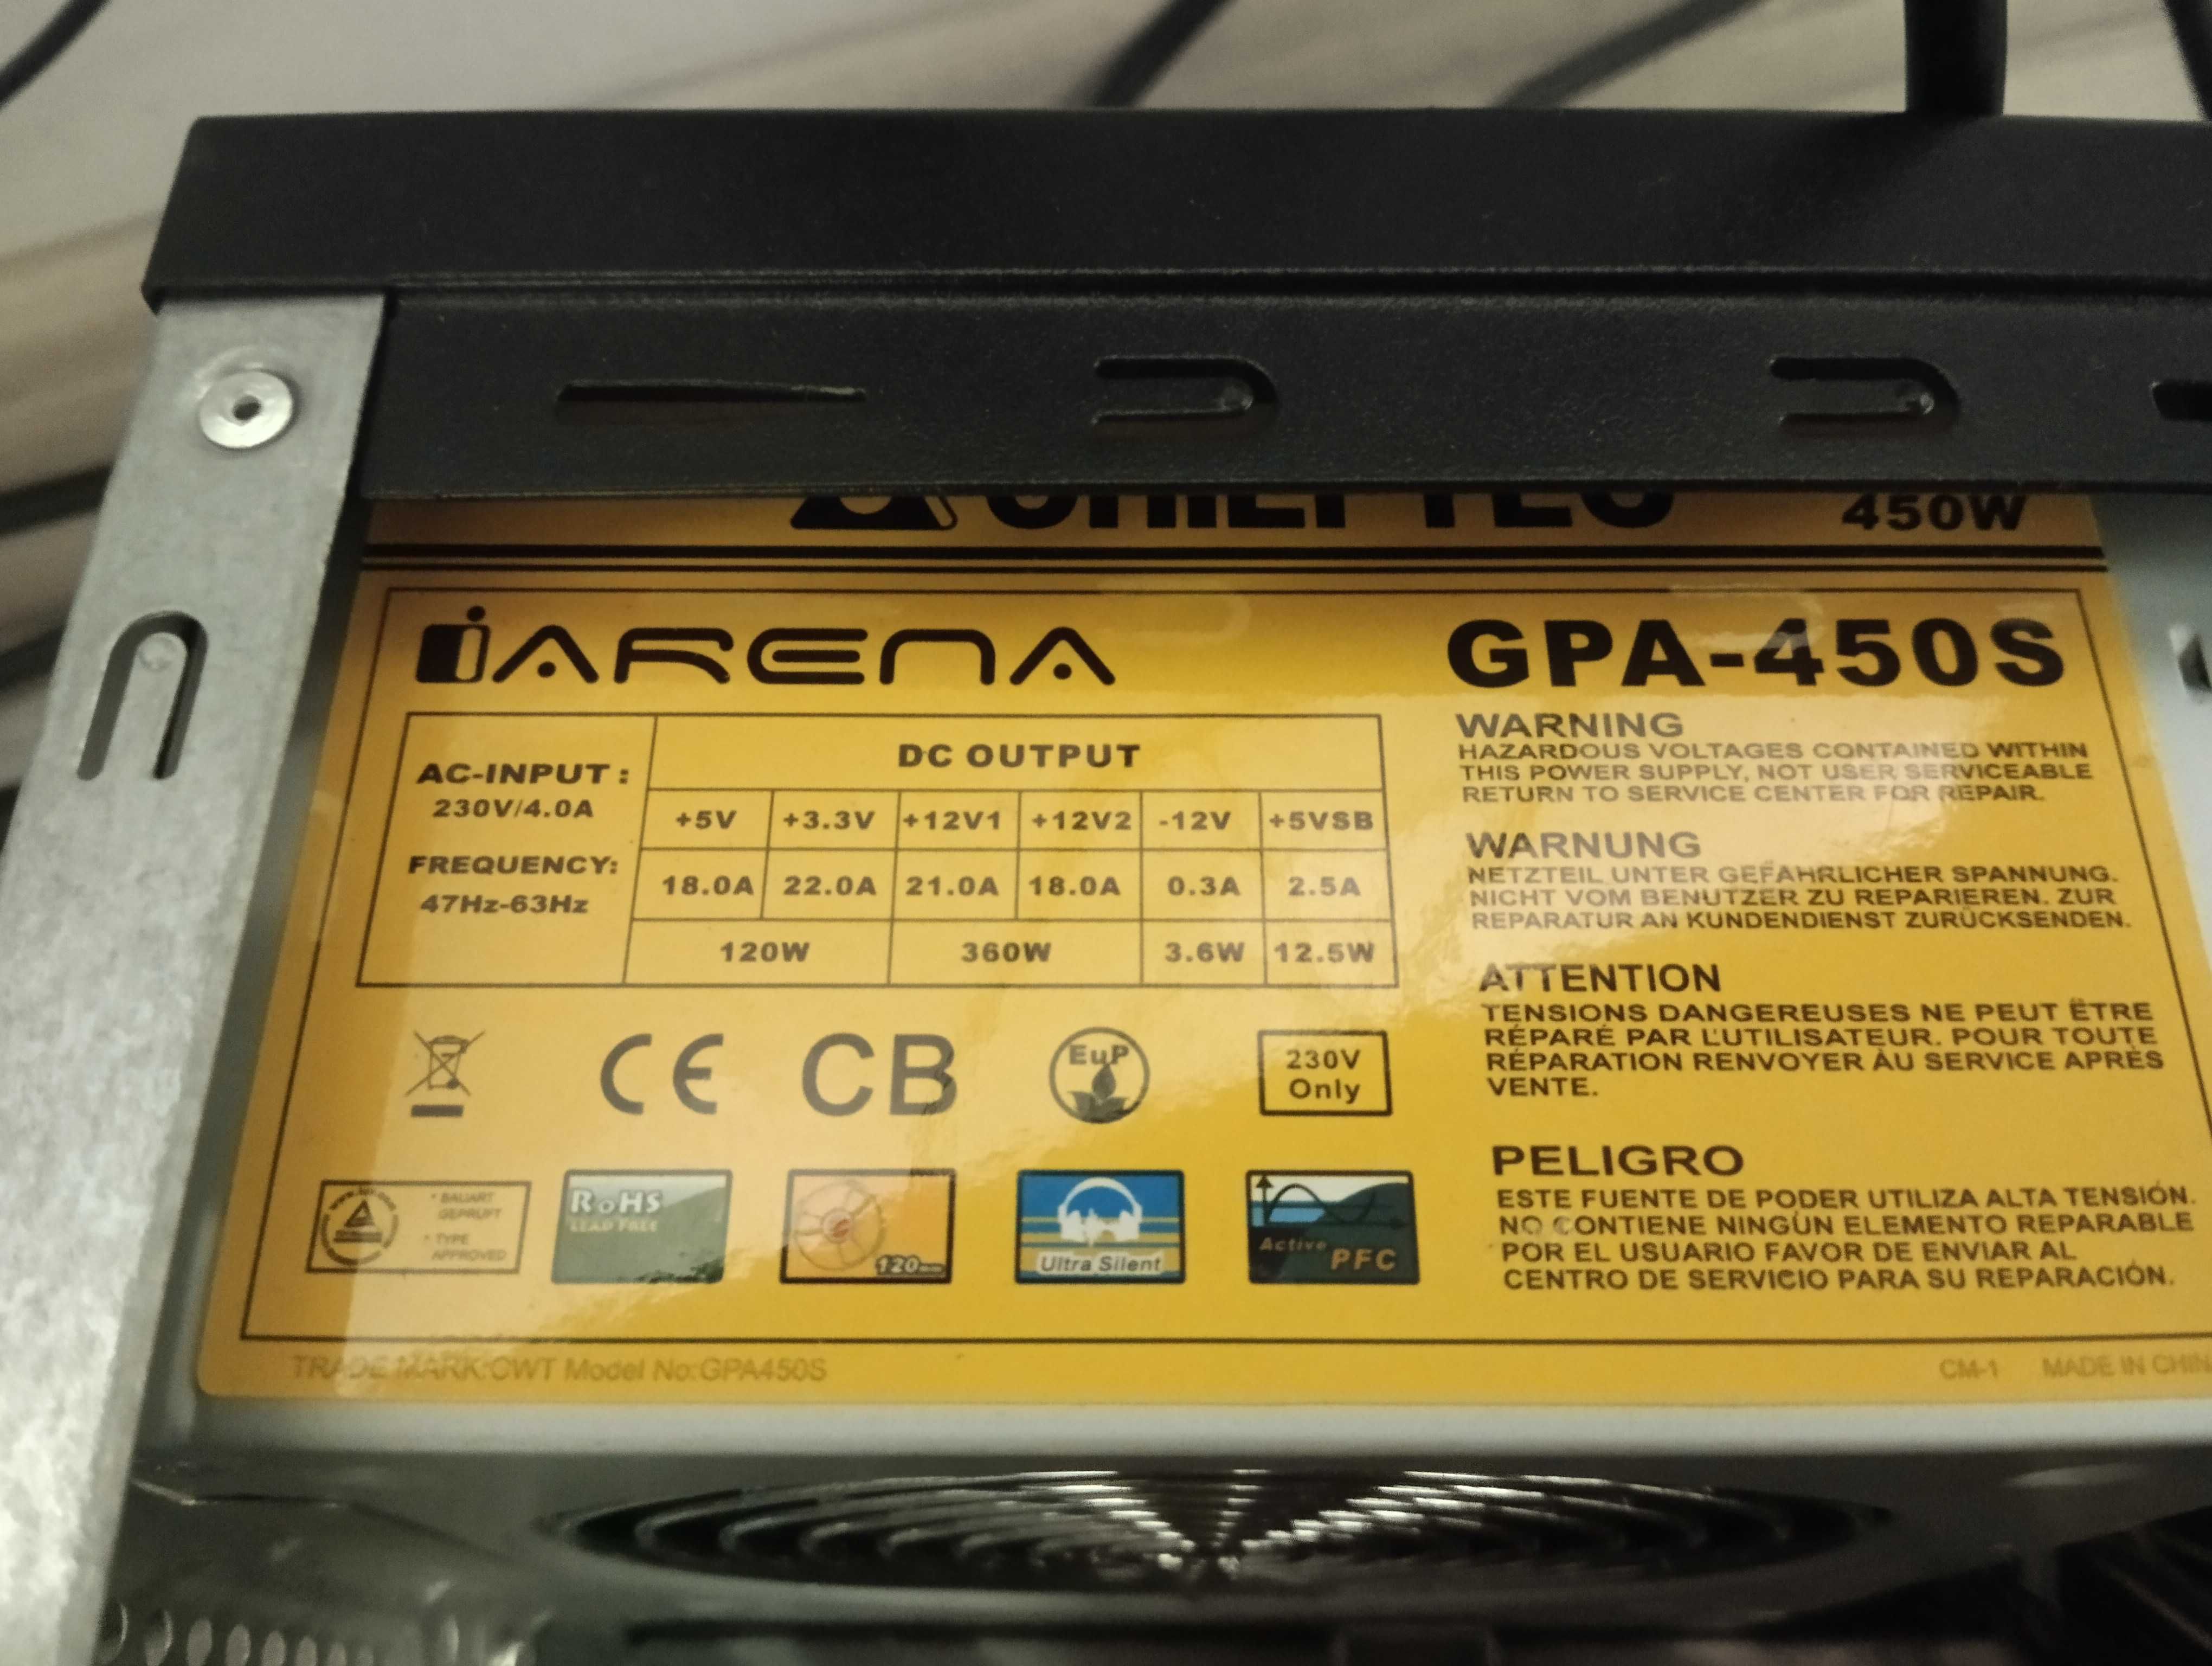 CHIEFTEC
450W
iARENA
GPA-450S
AC-INPUT:
230V/4.0A
FREQUENCY:
47Hz-63Hz
DC OUTPUT
+5V +3.3V +12V1 +12V2 -12V +5VSB
18.0A 22.0A 21.0A 18.0A 0.3A 2.5A
120W 360W 3.6W 12.5W
WARNING
HAZARDOUS VOLTAGES CONTAINED WITHIN
THIS POWER SUPPLY, NOT USER SERVICEABLE
RETURN TO SERVICE CENTER FOR REPAIR.
WARNUNG
NETZTEIL UNTER GEFÄHRLICHER SPANNUNG.
NICHT VOM BENUTZER ZU REPARIEREN. ZUR
REPARATUR AN KUNDENDIENST ZURÜCKSENDEN.
ATTENTION
TENSIONS DANGEREUSES NE PEUT ËTRE
RÉPARÉ PAR L'UTILISATEUR. POUR TOUTE
RÉPARATION RENVOYER AU SERVICE APRÈS
VENTE.
PELIGRO
ESTE FUENTE DE PODER UTILIZA ALTA TENSIÓN.
NO CONTIENE NINGÚN ELEMENTO REPARABLE
POR EL USUARIO FAVOR DE ENVIAR AL
CENTRO DE SERVICIO PARA SU REPARACIÓN.
CE CB EuP
230V
Only
* BAUART
GEPRÜFT
* TYPE
APPROVED
RoHS
LEAD FREE
120mm
Ultra Silent
Active PFC
TRADE MARK:CWT Model No:GPA450S
CM-1 MADE IN CHIN